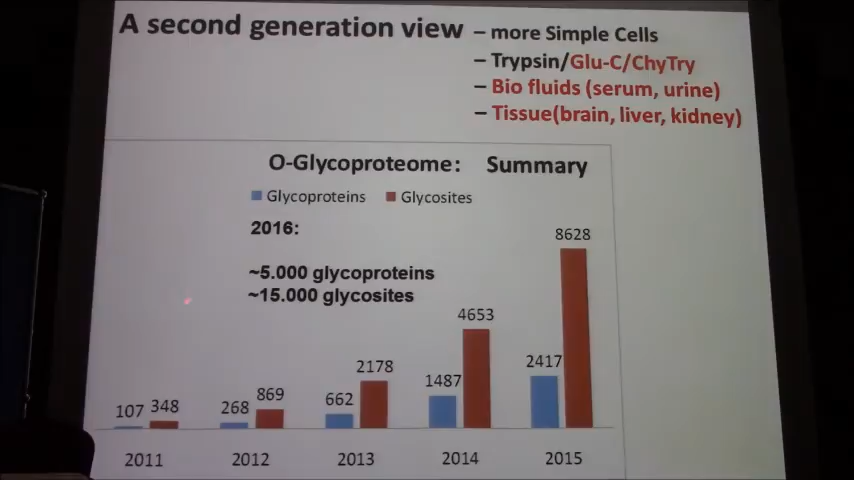 A second generation view – more Simple Cells
– Trypsin/Glu-C/ChyTry
– Bio fluids (serum, urine)
– Tissue(brain, liver, kidney)
O-Glycoproteome: Summary
Glycoproteins Glycosites
2016:
~5.000 glycoproteins
~15.000 glycosites
107 348 268 869 662 2178 1487 4653 2417 8628
2011 2012 2013 2014 2015